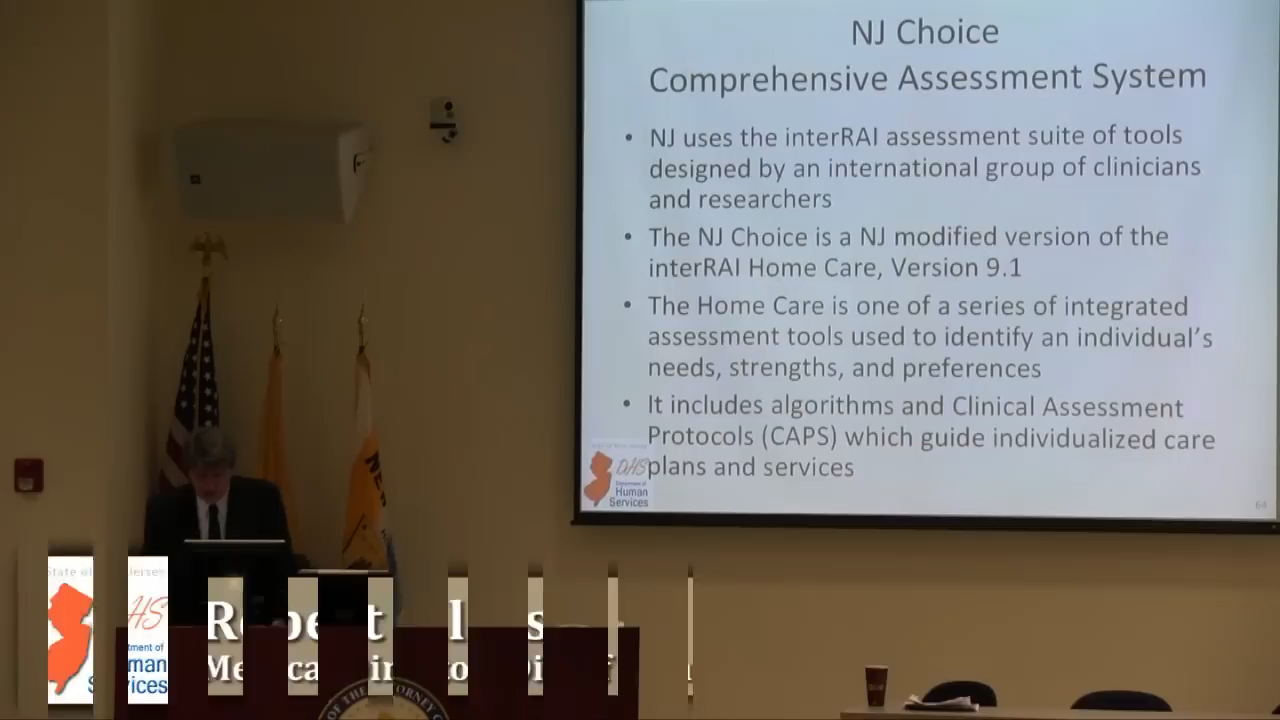 NJ Choice
Comprehensive Assessment System
• NJ uses the interRAI assessment suite of tools
designed by an international group of clinicians
and researchers
• The NJ Choice is a NJ modified version of the
interRAI Home Care, Version 9.1
• The Home Care is one of a series of integrated
assessment tools used to identify an individual's
needs, strengths, and preferences
• It includes algorithms and Clinical Assessment
Protocols (CAPS) which guide individualized care
plans and services
DHS
Department of
Human
Services
64